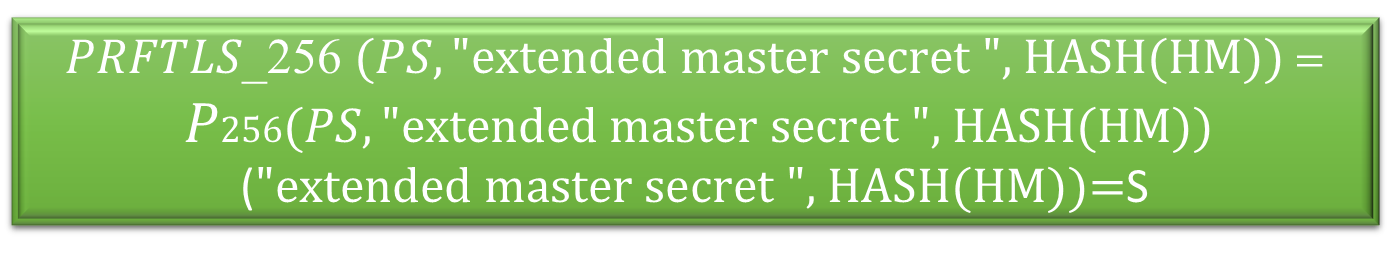 PRFTLS_256 (PS, "extended master secret ", HASH(HM)) =
P256(PS, "extended master secret ", HASH(HM))
("extended master secret ", HASH(HM))=S